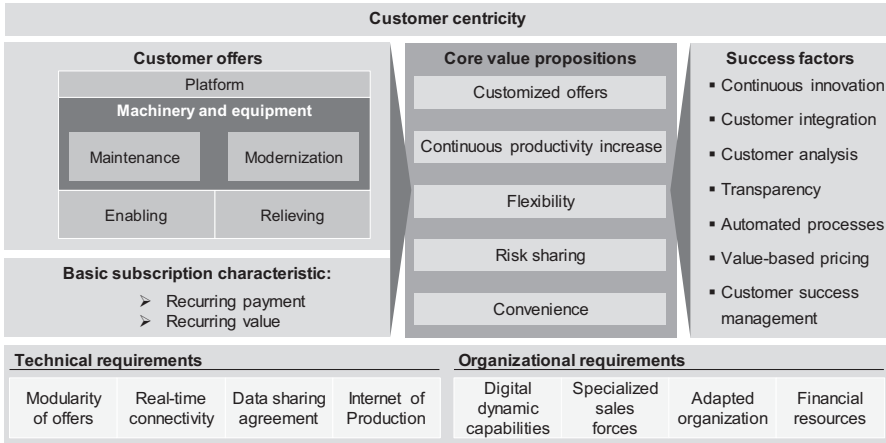 Customer centricity
Customer offers
Platform
Machinery and equipment
Maintenance
Modernization
Enabling
Relieving
Basic subscription characteristic:
➢ Recurring payment
➢ Recurring value
Core value propositions
Customized offers
Continuous productivity increase
Flexibility
Risk sharing
Convenience
Success factors
▪ Continuous innovation
▪ Customer integration
▪ Customer analysis
▪ Transparency
▪ Automated processes
▪ Value-based pricing
▪ Customer success
management
Technical requirements
Modularity
of offers
Real-time
connectivity
Data sharing
agreement
Internet of
Production
Organizational requirements
Digital
dynamic
capabilities
Specialized
sales
forces
Adapted
organization
Financial
resources